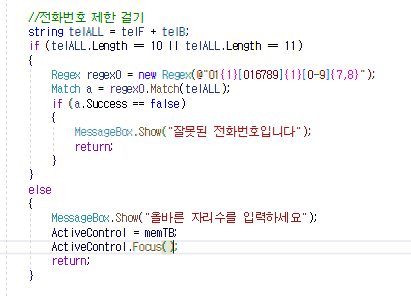 //전화번호 제한 걸기
string telALL = telF + telB;
if (telALL.Length == 10 || telALL.Length == 11)
{
Regex regex0 = new Regex(@"01{1}[016789]{1}[0-9]{7,8}");
Match a = regex0.Match(telALL);
if (a.Success == false)
{
MessageBox.Show("잘못된 전화번호입니다");
return;
}
}
else
{
MessageBox.Show("올바른 자리수를 입력하세요");
ActiveControl = memTB;
ActiveControl.Focus();
return;
}